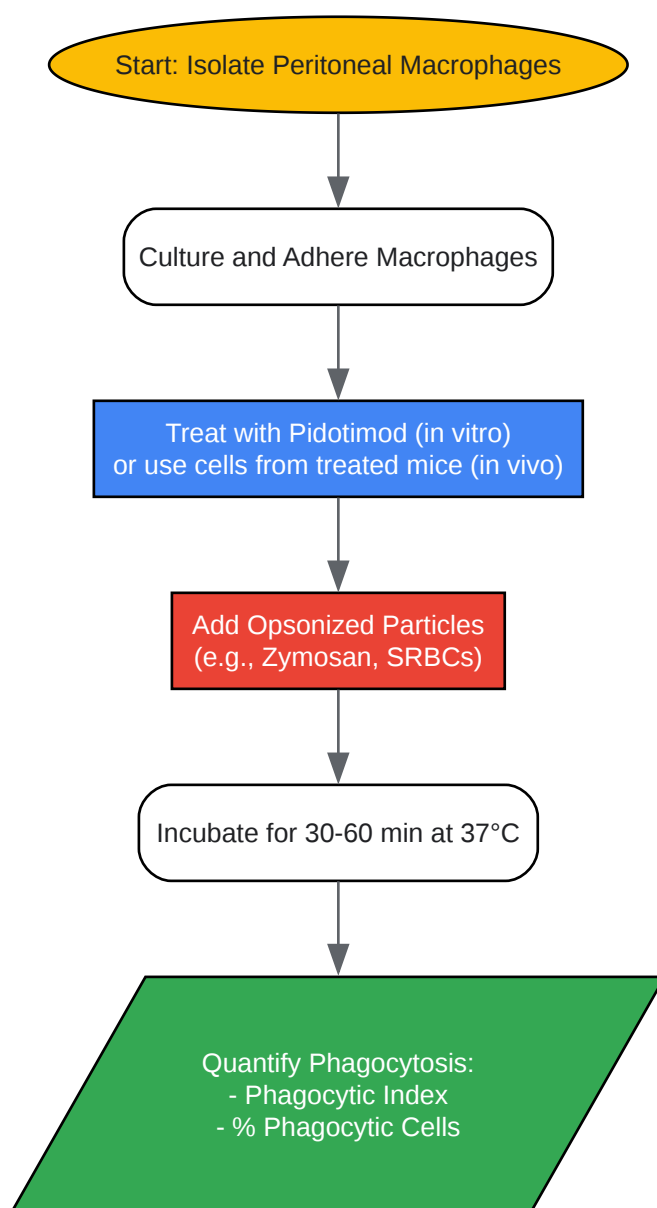 Start: Isolate Peritoneal Macrophages
Culture and Adhere Macrophages
Treat with Pidotimod (in vitro)
or use cells from treated mice (in vivo)
Add Opsonized Particles
(e.g., Zymosan, SRBCs)
Incubate for 30-60 min at 37°C
Quantify Phagocytosis:
- Phagocytic Index
- % Phagocytic Cells